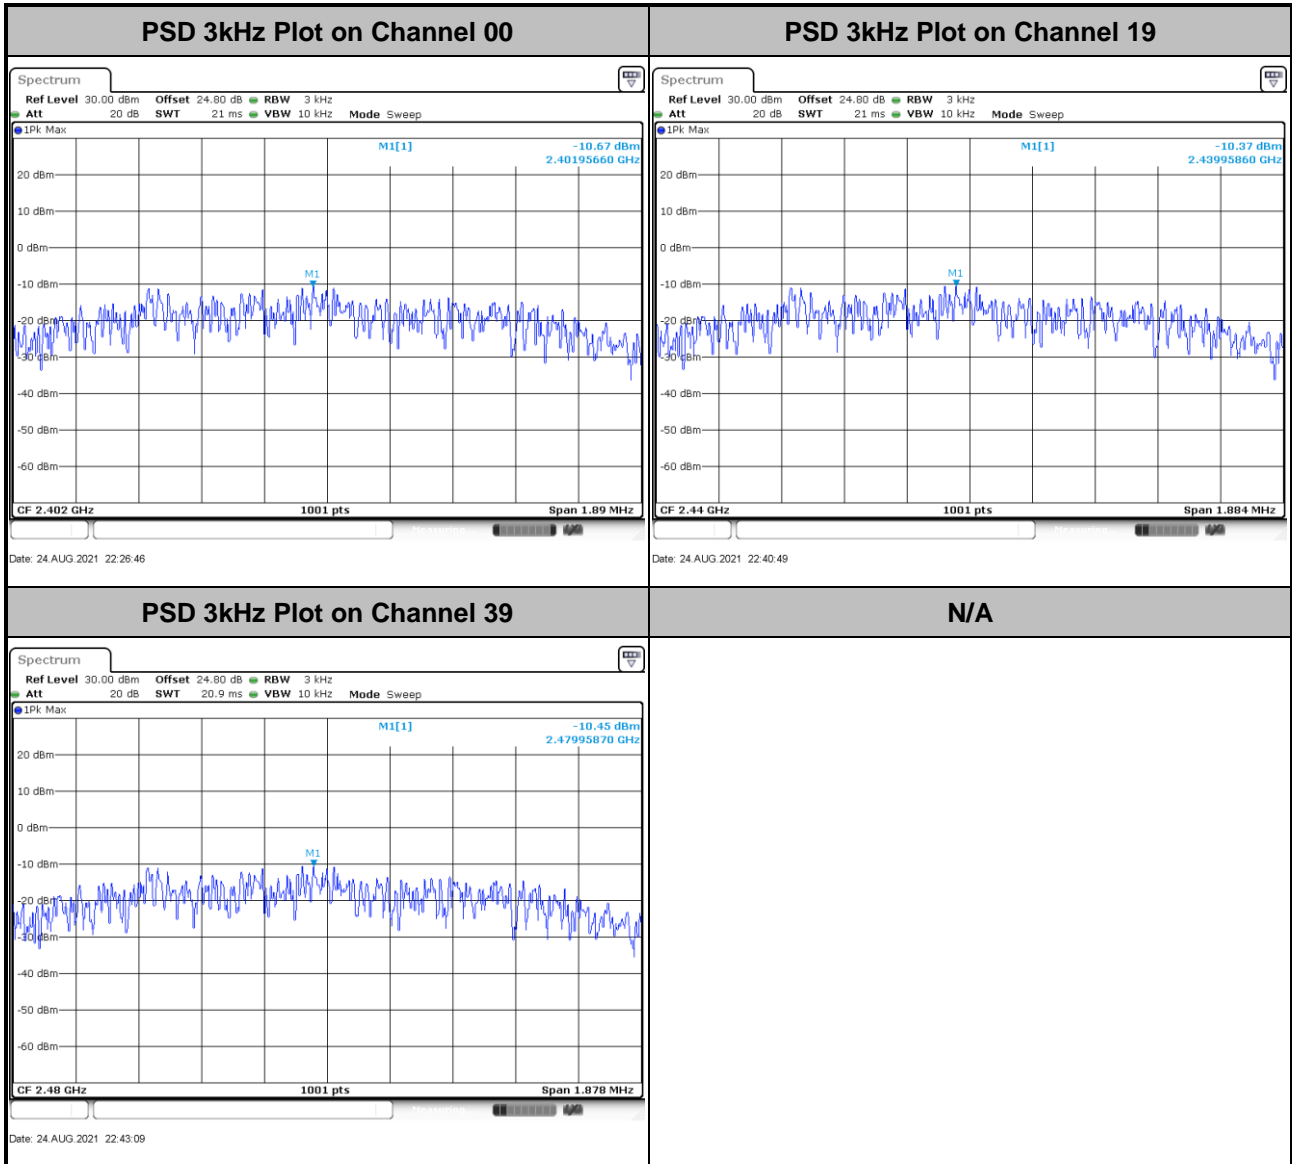 PSD 3kHz Plot on Channel 00
PSD 3kHz Plot on Channel 19
Spectrum
Ref Level 30.00 dBm Offset 24.80 dB RBW 3 kHz
Att 20 dB SWT 21 ms VBW 10 kHz Mode Sweep
1Pk Max
M1[1] -10.67 dBm
2.40195660 GHz
20 dBm
10 dBm
0 dBm
M1
-10 dBm
-20 dBm
-30 dBm
-40 dBm
-50 dBm
-60 dBm
CF 2.402 GHz 1001 pts Span 1.89 MHz
Measuring
Date: 24.AUG.2021 22:26:46
Spectrum
Ref Level 30.00 dBm Offset 24.80 dB RBW 3 kHz
Att 20 dB SWT 21 ms VBW 10 kHz Mode Sweep
1Pk Max
M1[1] -10.37 dBm
2.43995860 GHz
20 dBm
10 dBm
0 dBm
M1
-10 dBm
-20 dBm
-30 dBm
-40 dBm
-50 dBm
-60 dBm
CF 2.44 GHz 1001 pts Span 1.884 MHz
Measuring
Date: 24.AUG.2021 22:40:49
PSD 3kHz Plot on Channel 39
N/A
Spectrum
Ref Level 30.00 dBm Offset 24.80 dB RBW 3 kHz
Att 20 dB SWT 20.9 ms VBW 10 kHz Mode Sweep
1Pk Max
M1[1] -10.45 dBm
2.47995870 GHz
20 dBm
10 dBm
0 dBm
M1
-10 dBm
-20 dBm
-30 dBm
-40 dBm
-50 dBm
-60 dBm
CF 2.48 GHz 1001 pts Span 1.878 MHz
Measuring
Date: 24.AUG.2021 22:43:09